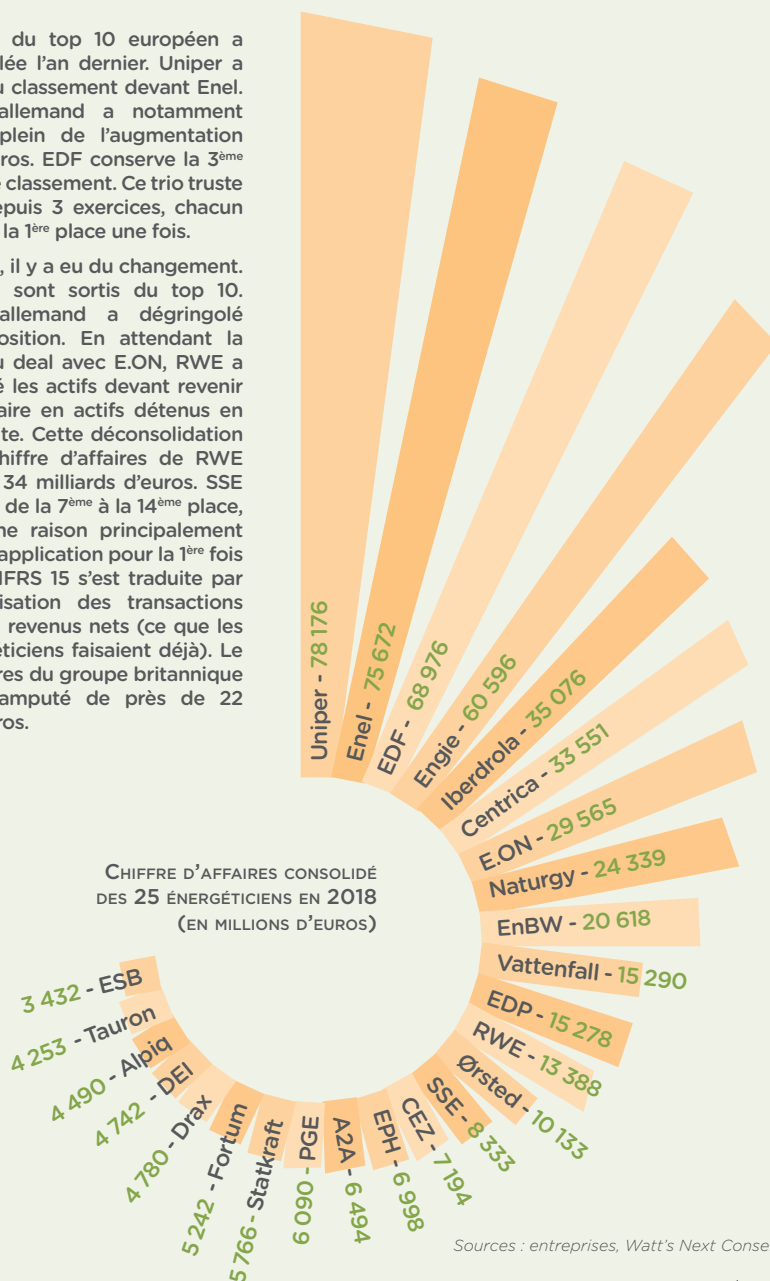 du top 10 européen a
lée l'an dernier. Uniper a
u classement devant Enel.
allemand a notamment
plein de l'augmentation
ros. EDF conserve la 3ème
e classement. Ce trio truste
epuis 3 exercices, chacun
la 1ère place une fois.
, il y a eu du changement.
sont sortis du top 10.
allemand a dégringolé
osition. En attendant la
u deal avec E.ON, RWE a
é les actifs devant revenir
aire en actifs détenus en
te. Cette déconsolidation
hiffre d'affaires de RWE
34 milliards d'euros. SSE
de la 7ème à la 14ème place,
ne raison principalement
application pour la 1ère fois
IFRS 15 s'est traduite par
isation des transactions
revenus nets (ce que les
éticiens faisaient déjà). Le
res du groupe britannique
amputé de près de 22
ros.
Uniper - 78 176
Enel - 75 672
EDF - 68 976
Engie - 60 596
Iberdrola - 35 076
Centrica - 33 551
E.ON - 29 565
Naturgy - 24 339
EnBW - 20 618
Vattenfall - 15 290
EDP - 15 278
RWE - 13 388
Ørsted - 10 133
SSE - 8 333
CEZ - 7 194
EPH - 6 998
A2A - 6 494
6 090 - PGE
5 766 - Statkraft
5 242 - Fortum
4 780 - Drax
4 742 - DEI
4 490 - Alpiq
4 253 - Tauron
3 432 - ESB
Chiffre d'affaires consolidé
des 25 énergéticiens en 2018
(en millions d'euros)
Sources : entreprises, Watt's Next Conse